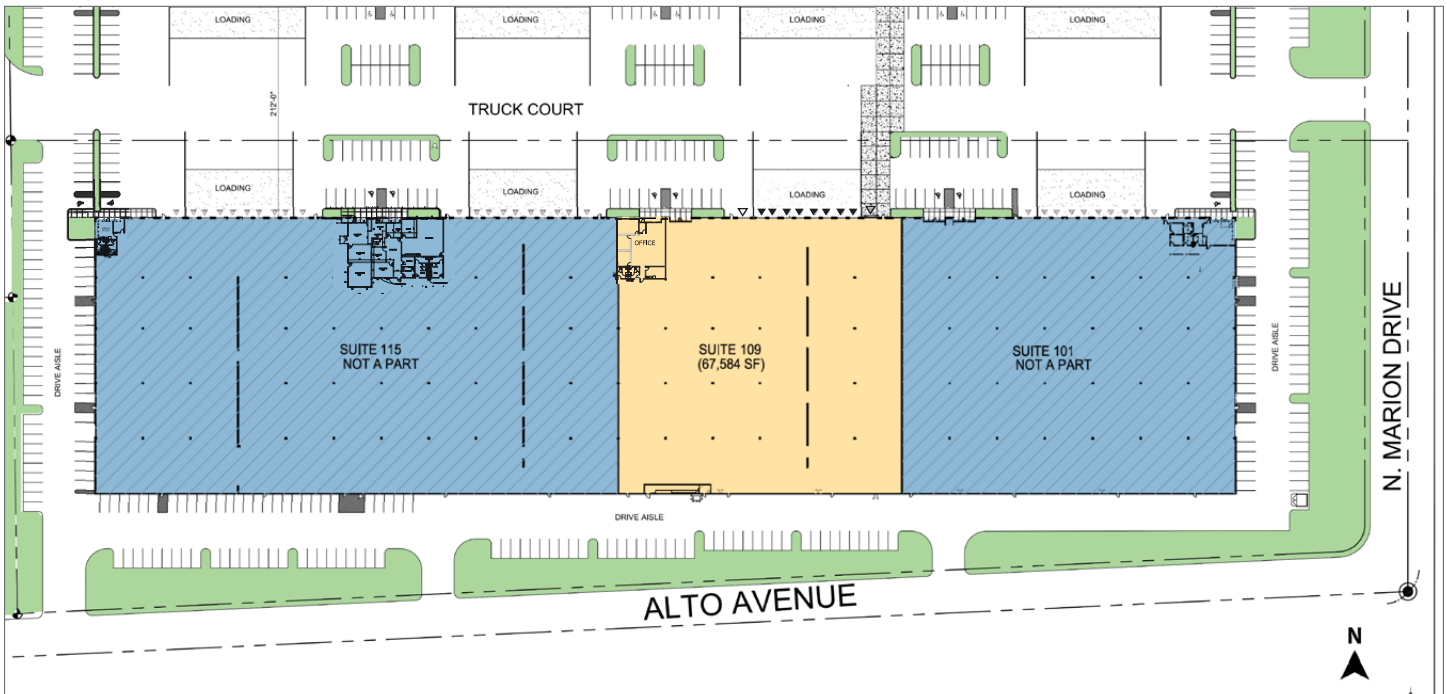 LOADING
LOADING
LOADING
LOADING
212'-0"
TRUCK COURT
LOADING
LOADING
LOADING
LOADING
OFFICE
DRIVE AISLE
SUITE 115
NOT A PART
SUITE 109
(67,584 SF)
SUITE 101
NOT A PART
DRIVE AISLE
N. MARION DRIVE
DRIVE AISLE
ALTO AVENUE
N